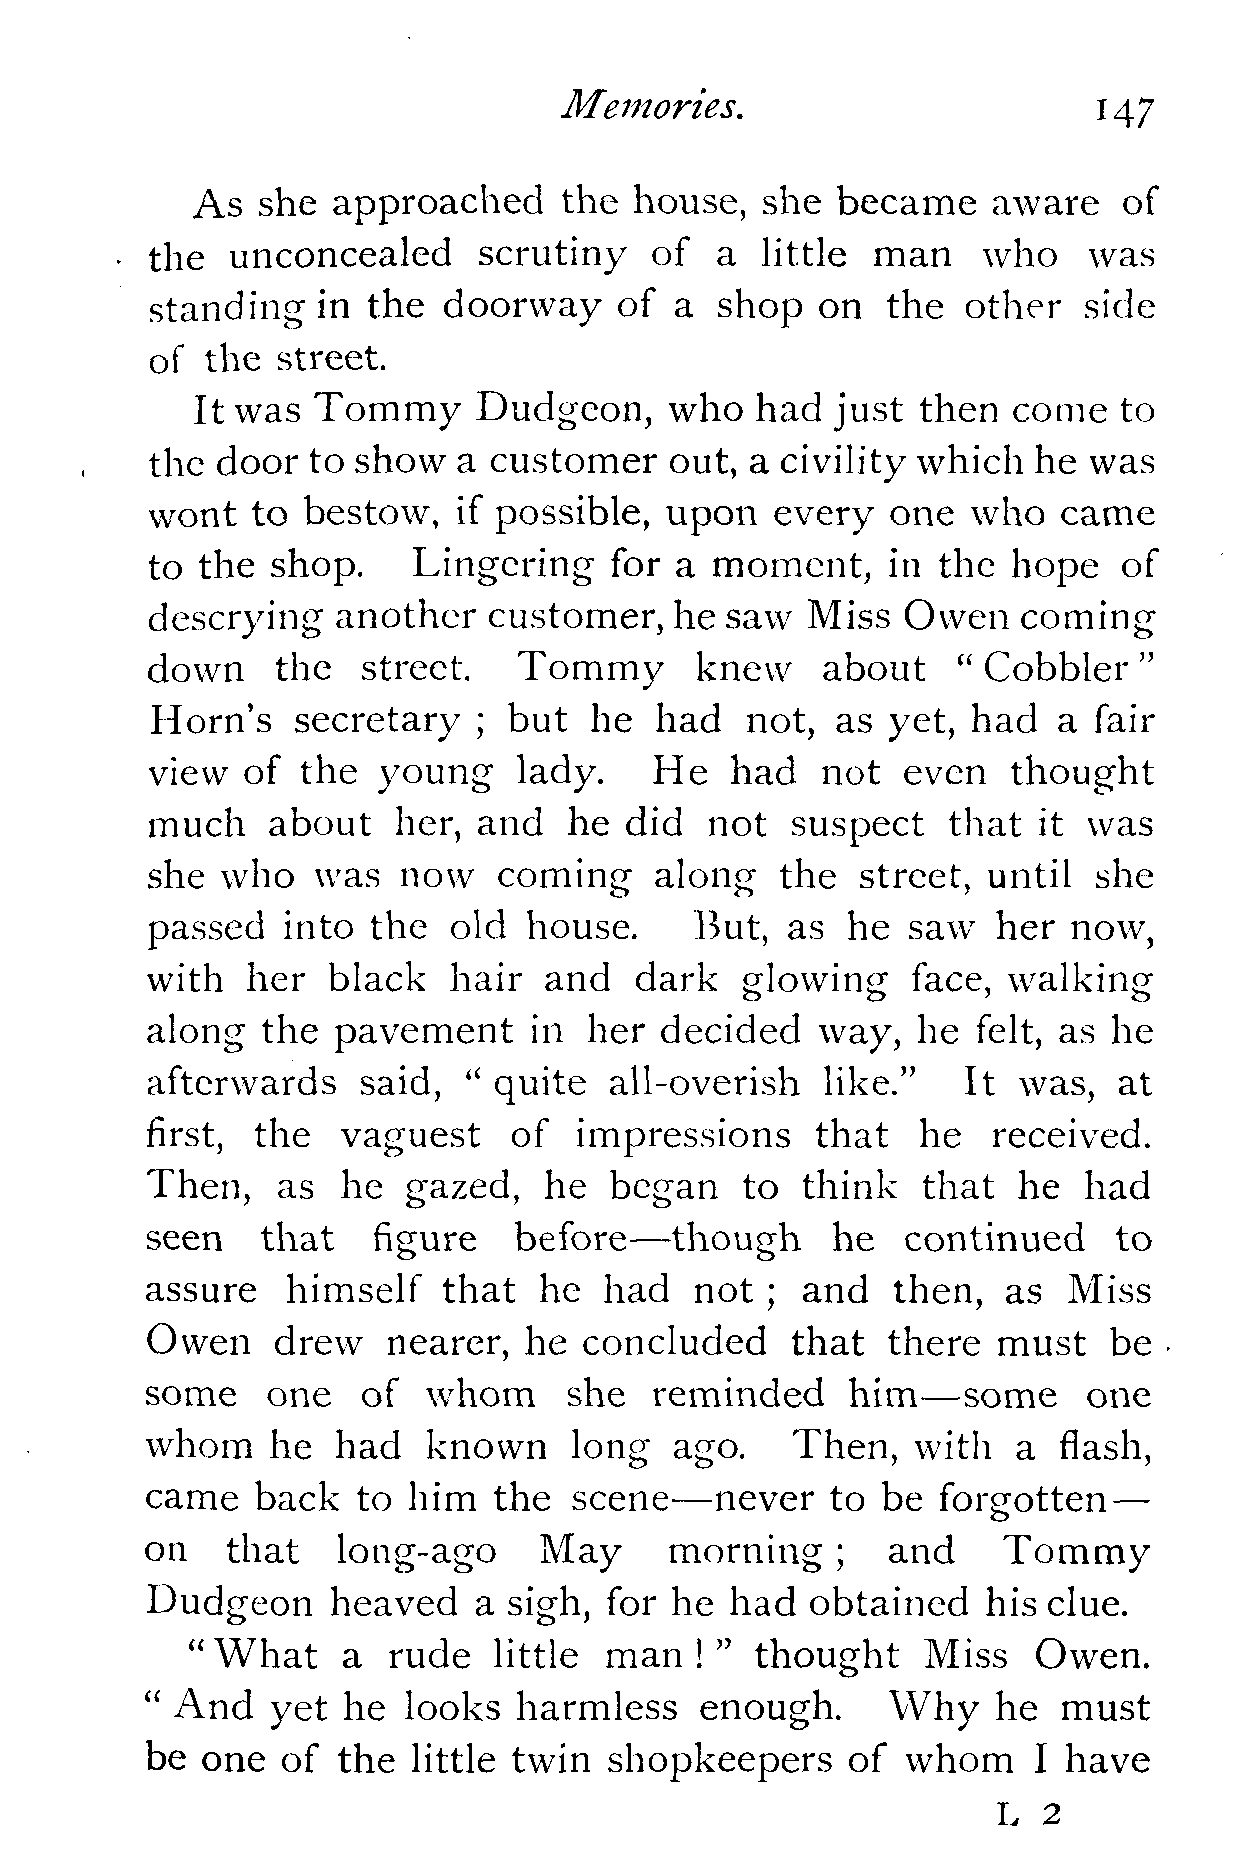 Memories. 147
As she approached the house, she became aware of
the unconcealed scrutiny of a little man who was
standing in the doorway of a shop on the other side
of the street.
It was Tommy Dudgeon, who had just then come to
the door to show a customer out, a civility which he was
wont to bestow, if possible, upon every one who came
to the shop. Lingering for a moment, in the hope of
descrying another customer, he saw Miss Owen coming
down the street. Tommy knew about “Cobbler”
Horn’s secretary ; but he had not, as yet, had a fair
view of the young lady. He had not even thought
much about her, and he did not suspect that it was
she who was now coming along the street, until she
passed into the old house. But, as he saw her now,
with her black hair and dark glowing face, walking
along the pavement in her decided way, he felt, as he
afterwards said, “quite all-overish like.” It was, at
first, the vaguest of impressions that he received.
Then, as he gazed, he began to think that he had
seen that figure before—though he continued to
assure himself that he had not ; and then, as Miss
Owen drew nearer, he concluded that there must be
some one of whom she reminded him—some one
whom he had known long ago. Then, with a flash,
came back to him the scene—never to be forgotten—
on that long-ago May morning ; and Tommy
Dudgeon heaved a sigh, for he had obtained his clue.
“What a rude little man ! ” thought Miss Owen.
“And yet he looks harmless enough. Why he must
be one of the little twin shopkeepers of whom I have
L 2